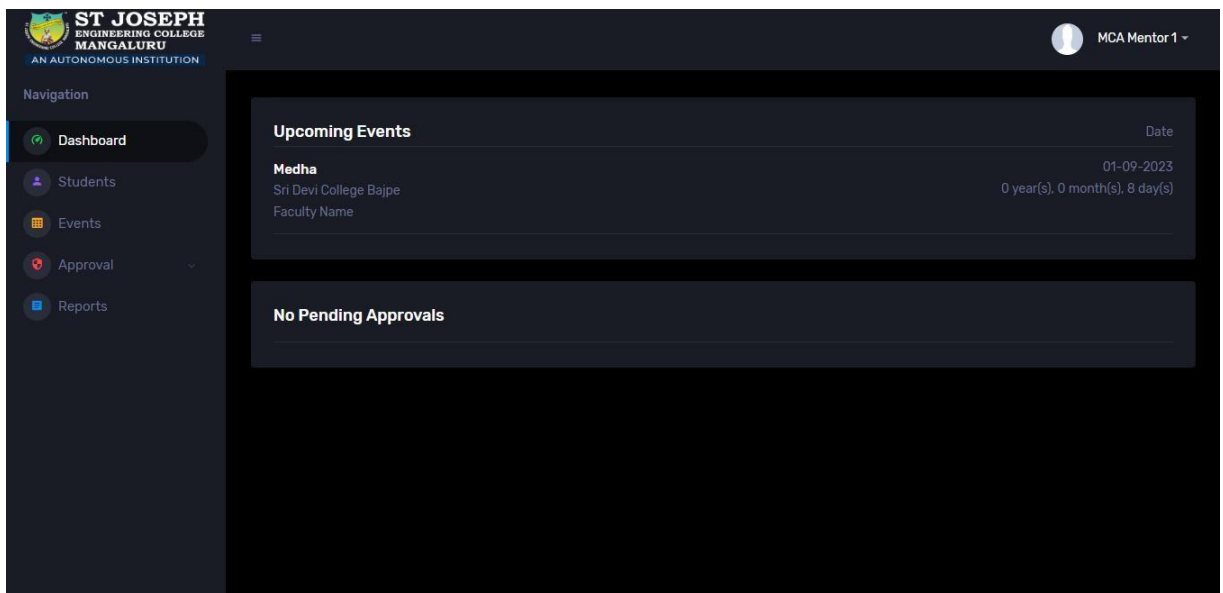 ST JOSEPH
ENGINEERING COLLEGE
MANGALURU
AN AUTONOMOUS INSTITUTION
MCA Mentor 1
Navigation
Dashboard
Students
Events
Approval
Reports
Upcoming Events
Date
Medha
01-09-2023
Sri Devi College Bajpe
0 year(s), 0 month(s), 8 day(s)
Faculty Name
No Pending Approvals